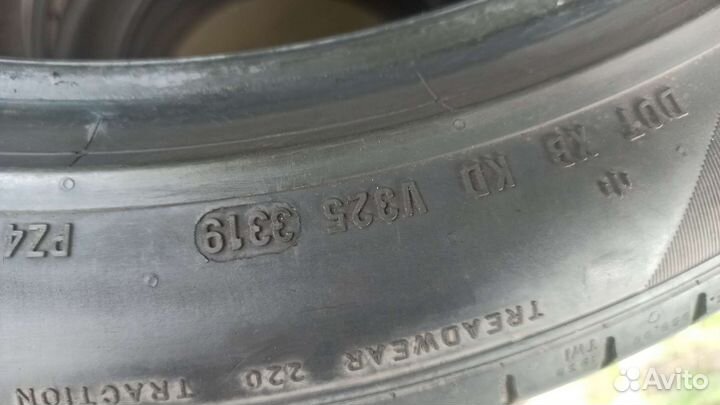 DOT XB KD V325 3319
PZ4
TREADWEAR 220 TRACTION
TWI
Avito